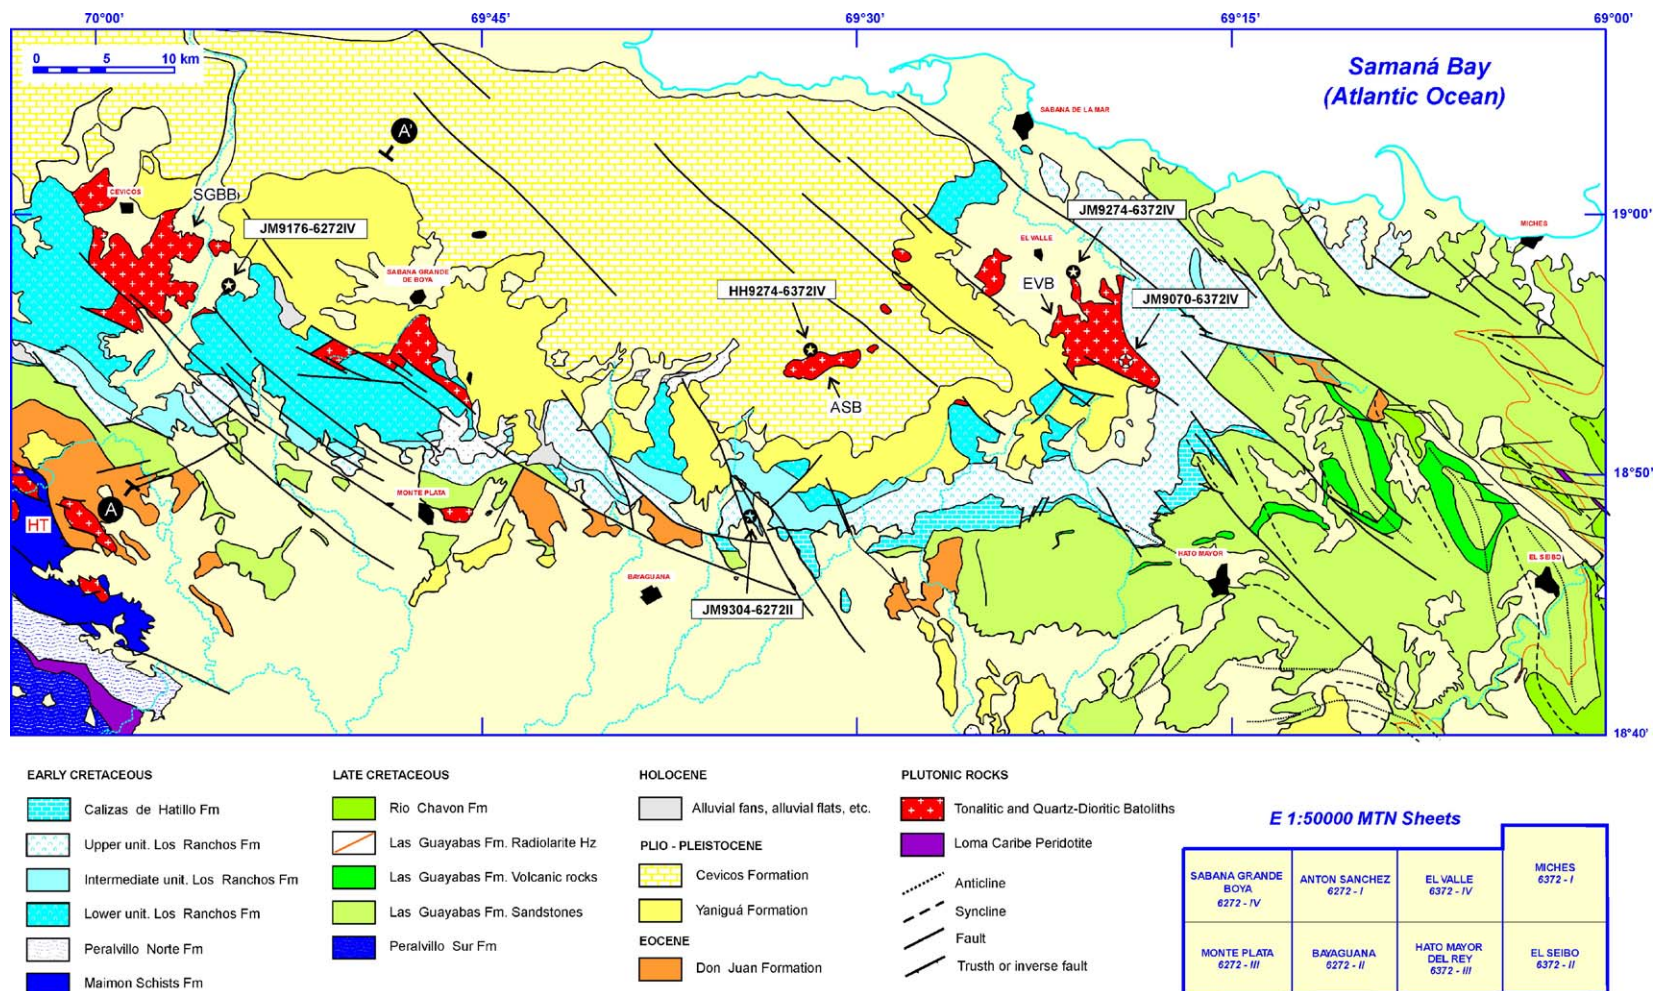 70°00' 69°45' 69°30' 69°15' 69°00'
0 5 10 km
Samaná Bay
(Atlantic Ocean)
A'
SABANA DE LA MAR
CEVICOS
SGBB
19°00'
JM9176-6272IV
JM9274-6372IV
MICHES
EL VALLE
SABANA GRANDE
DE BOYA
HH9274-6372IV
EVB
JM9070-6372IV
ASB
18°50'
MONTE PLATA
A
HT
HATO MAYOR
EL SEIBO
BAYAGUANA
JM9304-6272II
18°40'
EARLY CRETACEOUS
Calizas de Hatillo Fm
Upper unit. Los Ranchos Fm
Intermediate unit. Los Ranchos Fm
Lower unit. Los Ranchos Fm
Peralvillo Norte Fm
Maimon Schists Fm
LATE CRETACEOUS
Rio Chavon Fm
Las Guayabas Fm. Radiolarite Hz
Las Guayabas Fm. Volcanic rocks
Las Guayabas Fm. Sandstones
Peralvillo Sur Fm
HOLOCENE
Alluvial fans, alluvial flats, etc.
PLIO - PLEISTOCENE
Cevicos Formation
Yaniguá Formation
EOCENE
Don Juan Formation
PLUTONIC ROCKS
Tonalitic and Quartz-Dioritic Batoliths
Loma Caribe Peridotite
Anticline
Syncline
Fault
Trusth or inverse fault
E 1:50000 MTN Sheets
SABANA GRANDE
BOYA
6272 - IV
ANTON SANCHEZ
6272 - I
EL VALLE
6372 - IV
MICHES
6372 - I
MONTE PLATA
6272 - III
BAYAGUANA
6272 - II
HATO MAYOR
DEL REY
6372 - III
EL SEIBO
6372 - II